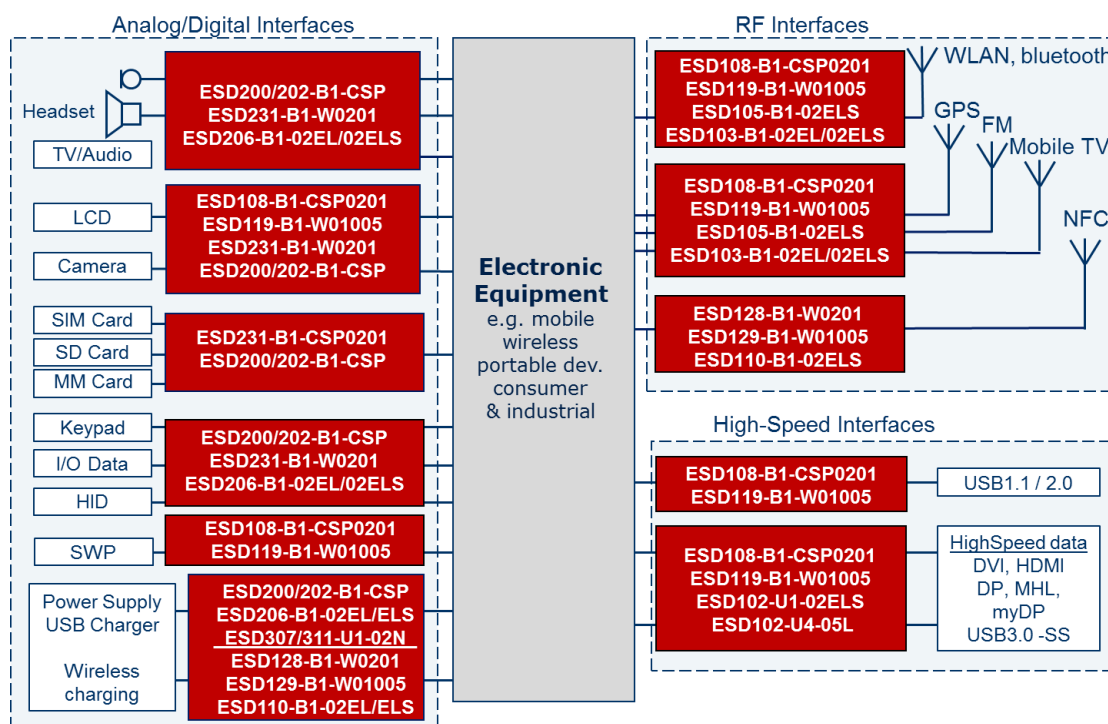 Analog/Digital Interfaces
Headset
TV/Audio
ESD200/202-B1-CSP
ESD231-B1-W0201
ESD206-B1-02EL/02ELS
LCD
Camera
ESD108-B1-CSP0201
ESD119-B1-W01005
ESD231-B1-W0201
ESD200/202-B1-CSP
SIM Card
SD Card
MM Card
ESD231-B1-CSP0201
ESD200/202-B1-CSP
Keypad
I/O Data
HID
ESD200/202-B1-CSP
ESD231-B1-W0201
ESD206-B1-02EL/02ELS
SWP
ESD108-B1-CSP0201
ESD119-B1-W01005
Power Supply
USB Charger
Wireless
charging
ESD200/202-B1-CSP
ESD206-B1-02EL/ELS
ESD307/311-U1-02N
ESD128-B1-W0201
ESD129-B1-W01005
ESD110-B1-02EL/ELS
Electronic
Equipment
e.g. mobile
wireless
portable dev.
consumer
& industrial
RF Interfaces
ESD108-B1-CSP0201
ESD119-B1-W01005
ESD105-B1-02ELS
ESD103-B1-02EL/02ELS
WLAN, bluetooth
GPS
FM
Mobile TV
ESD108-B1-CSP0201
ESD119-B1-W01005
ESD105-B1-02ELS
ESD103-B1-02EL/02ELS
NFC
ESD128-B1-W0201
ESD129-B1-W01005
ESD110-B1-02ELS
High-Speed Interfaces
ESD108-B1-CSP0201
ESD119-B1-W01005
USB1.1 / 2.0
ESD108-B1-CSP0201
ESD119-B1-W01005
ESD102-U1-02ELS
ESD102-U4-05L
HighSpeed data
DVI, HDMI
DP, MHL,
myDP
USB3.0 -SS